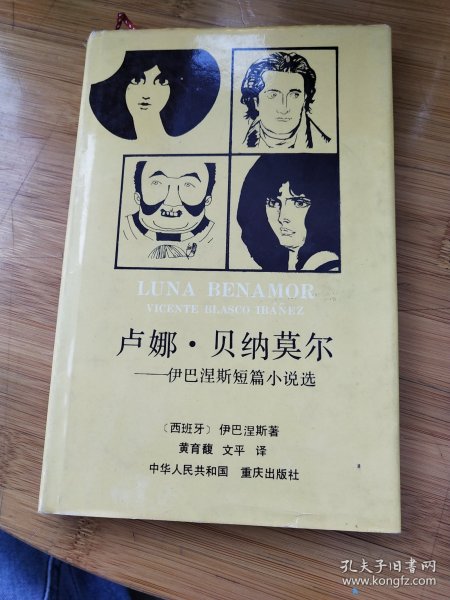 LUNA BENAMOR
VICENTE BLASCO IBAÑEZ
卢娜·贝纳莫尔
——伊巴涅斯短篇小说选
〔西班牙〕伊巴涅斯著
黄育馥 文平 译
中华人民共和国 重庆出版社
孔夫子旧书网
www.kongfz.com